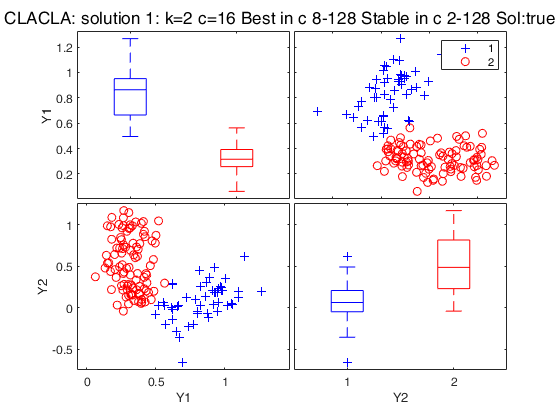 CLACLA: solution 1: k=2 c=16 Best in c 8-128 Stable in c 2-128 Sol:true
1
2
1
0.8
0.6
0.4
0.2
Y1
1
0.5
0
-0.5
Y2
0 0.5 1
Y1
1 2
Y2